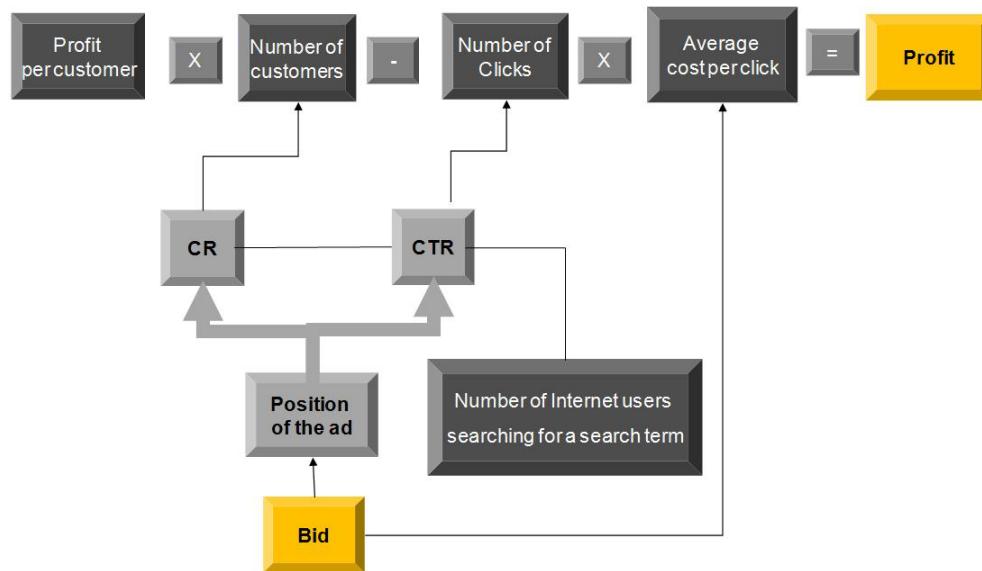 Profit
per customer
X
Number of
customers
-
Number of
Clicks
X
Average
cost per click
=
Profit
CR
CTR
Position
of the ad
Number of Internet users
searching for a search term
Bid